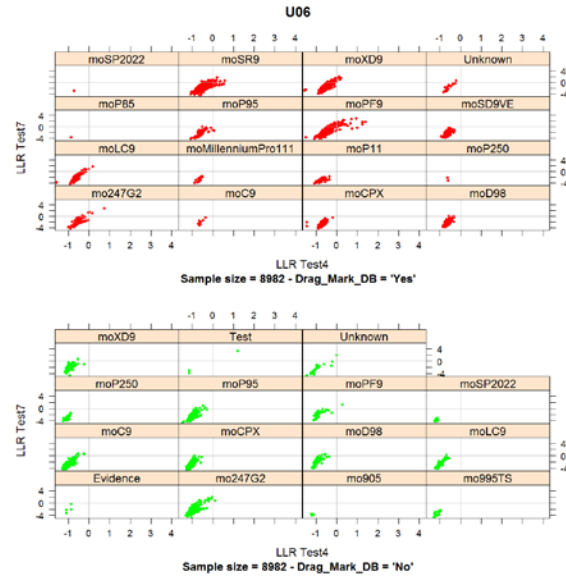 U06
-1 0 1 2 3 4 -1 0 1 2 3 4
moSP2022 moSR9 moXD9 Unknown
4
0
-4
moP85 moP95 moPF9 moSD9VE
4
0
-4
moLC9 moMillenniumPro111 moP11 moP250
4
0
-4
mo247G2 moC9 moCPX moD98
4
0
-4
LLR Test7
-1 0 1 2 3 4 -1 0 1 2 3 4
LLR Test4
Sample size = 8982 - Drag_Mark_DB = 'Yes'
-1 0 1 2 3 4 -1 0 1 2 3 4
moXD9 Test Unknown
4
0
-4
moP250 moP95 moPF9 moSP2022
4
0
-4
moC9 moCPX moD98 moLC9
4
0
-4
Evidence mo247G2 mo905 mo995TS
4
0
-4
LLR Test7
-1 0 1 2 3 4 -1 0 1 2 3 4
LLR Test4
Sample size = 8982 - Drag_Mark_DB = 'No'